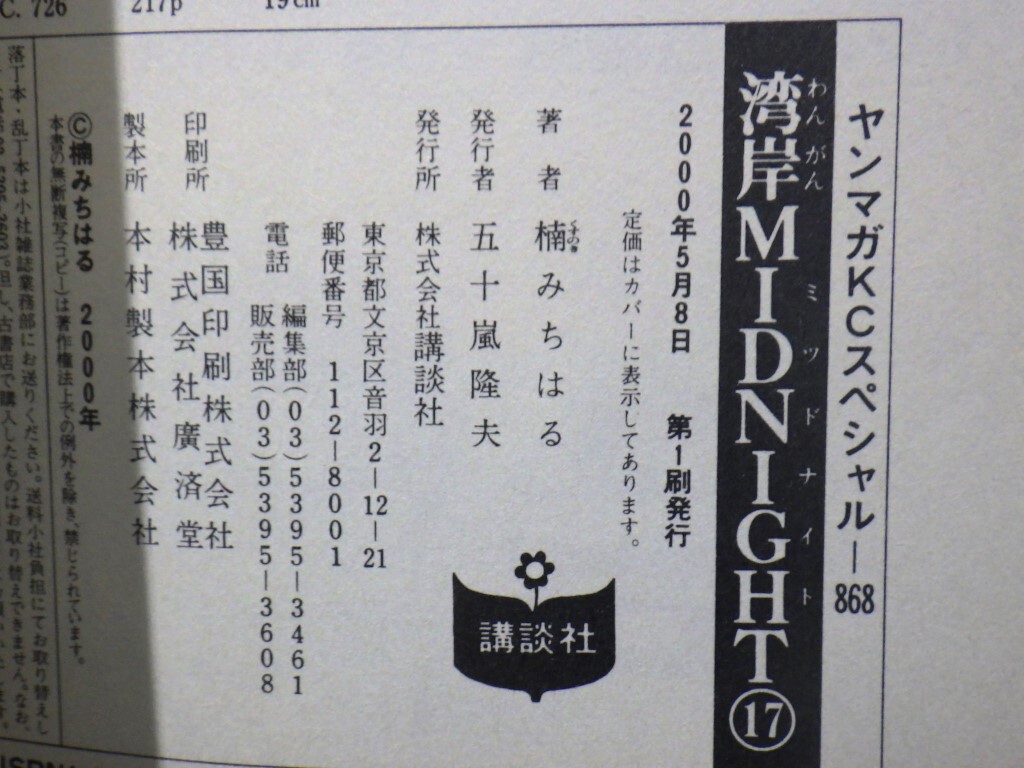 C. 726 217p 19cm
ヤンマガKCスペシャル―868
湾岸MIDNIGHT⑰
わんがん ミッドナイト
2000年5月8日 第1刷発行
定価はカバーに表示してあります。
著者 楠みちはる
くすのき
発行者 五十嵐隆夫
発行所 株式会社講談社
東京都文京区音羽2―12―21
郵便番号 112―8001
電話 編集部(03)5395―3461
販売部(03)5395―3608
印刷所 豊国印刷株式会社
株式会社廣済堂
製本所 本村製本株式会社
講談社
©楠みちはる 2000年
本書の無断複写(コピー)は著作権法上での例外を除き、禁じられています。
落丁本・乱丁本は小社雑誌業務部にお送りください。送料小社負担にてお取り替えし
古書店で購入したものはお取り替えできません。なお、